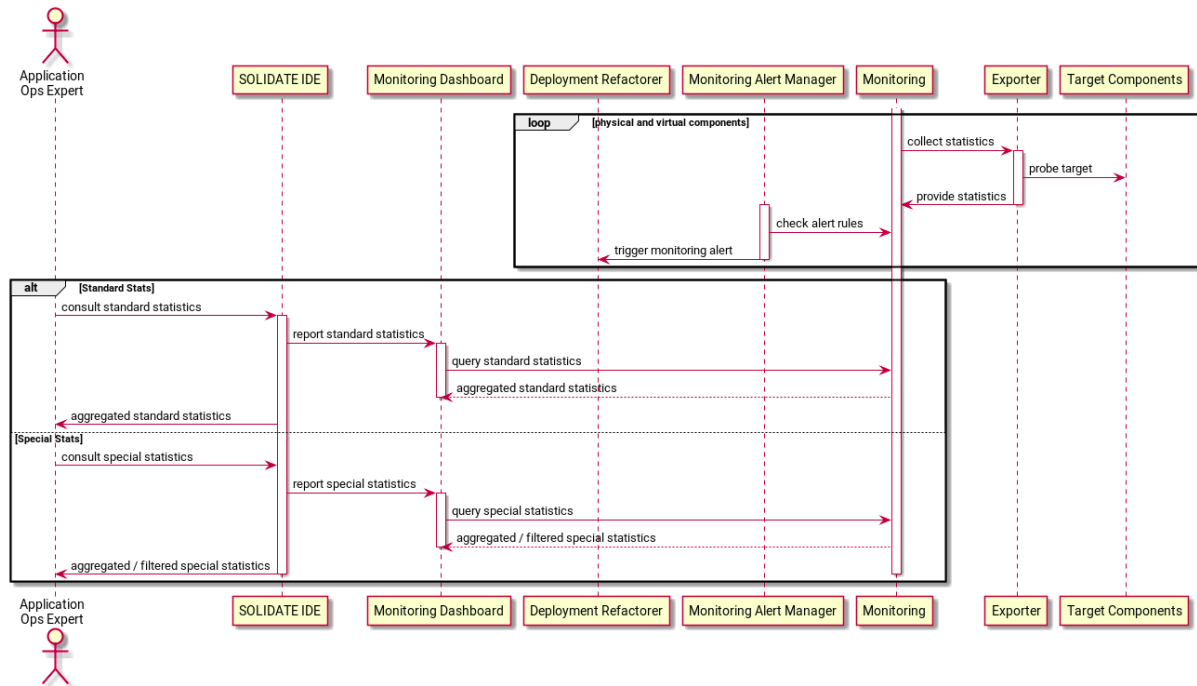 Application
Ops Expert
SOLIDATE IDE
Monitoring Dashboard
Deployment Refactorer
Monitoring Alert Manager
Monitoring
Exporter
Target Components
loop
[physical and virtual components]
collect statistics
probe target
provide statistics
check alert rules
trigger monitoring alert
alt
[Standard Stats]
consult standard statistics
report standard statistics
query standard statistics
aggregated standard statistics
aggregated standard statistics
[Special Stats]
consult special statistics
report special statistics
query special statistics
aggregated / filtered special statistics
aggregated / filtered special statistics
Application
Ops Expert
SOLIDATE IDE
Monitoring Dashboard
Deployment Refactorer
Monitoring Alert Manager
Monitoring
Exporter
Target Components